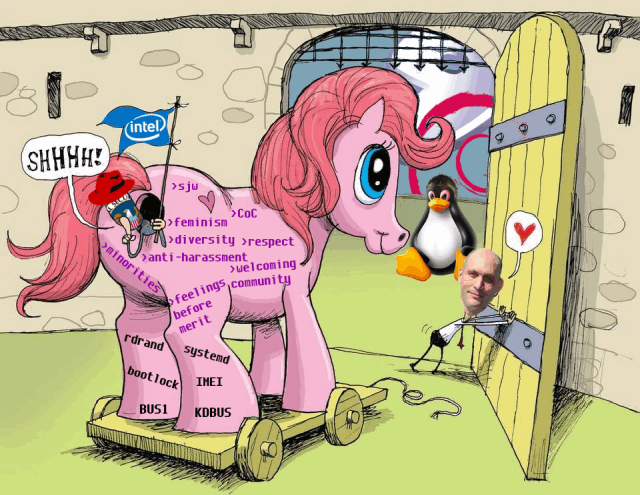 intel
SHHHH!
>sjw
>CoC
>feminism
>diversity >respect
>anti-harassment
>minorities
>welcoming
community
>feelings
before
merit
rdrand
systemd
bootlock
IMEI
BUS1
KDBUS